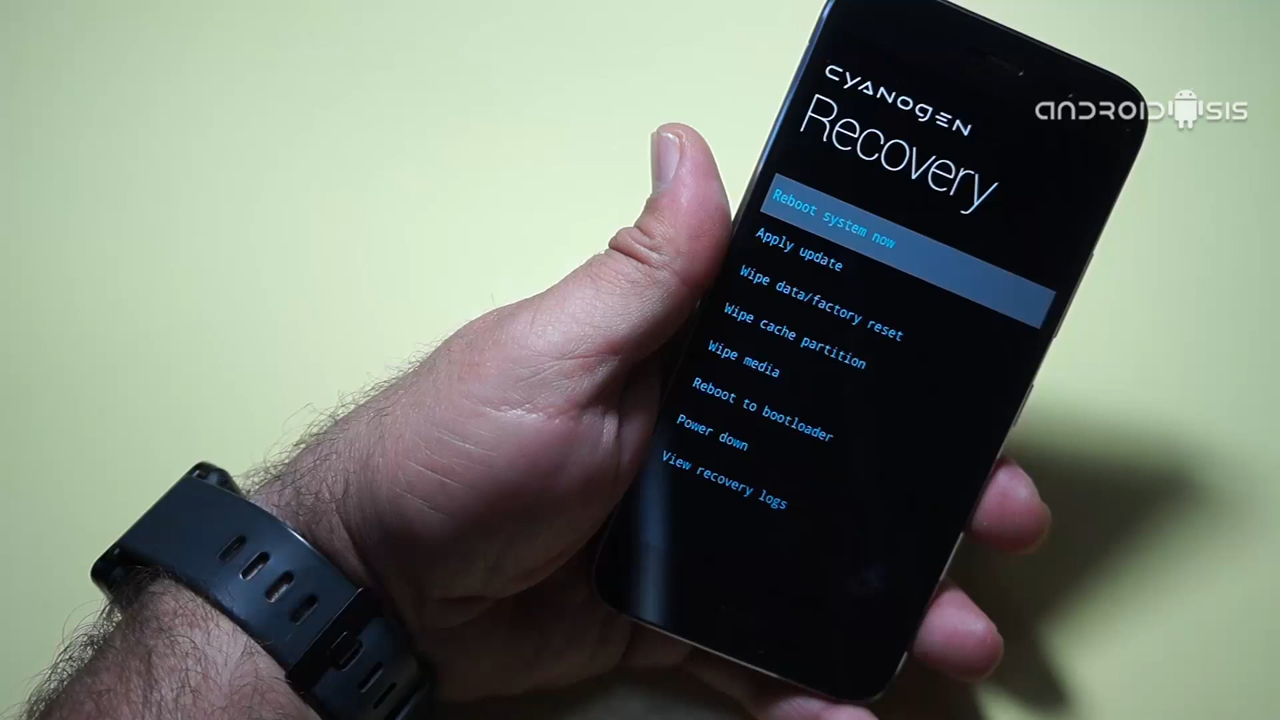 CYANOGEN
Recovery
Reboot system now
Apply update
Wipe data/factory reset
Wipe cache partition
Wipe media
Reboot to bootloader
Power down
View recovery logs
ANDROIDSIS